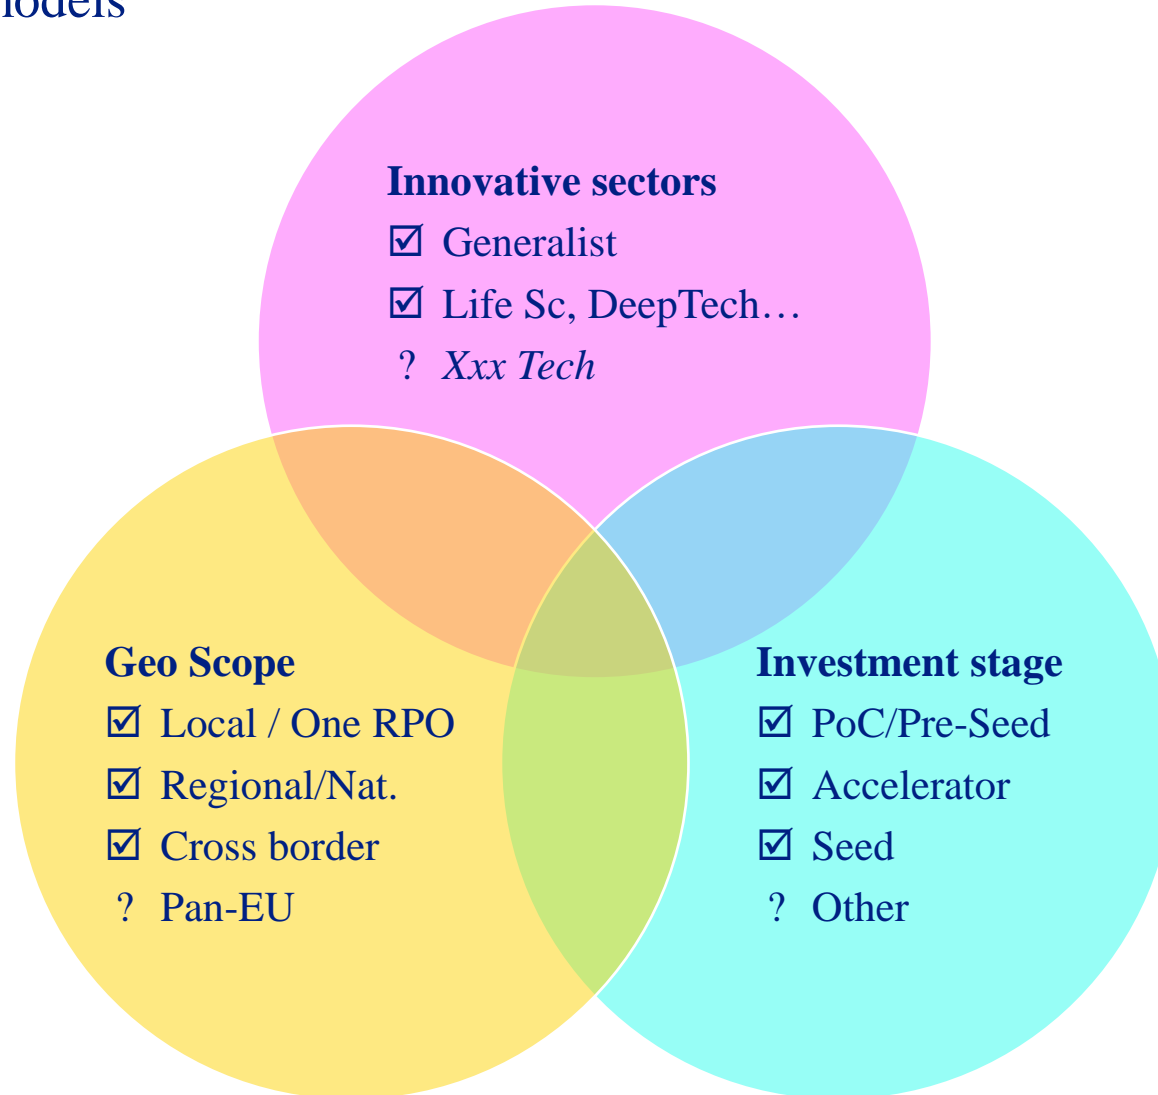 Innovative sectors
☑ Generalist
☑ Life Sc, DeepTech…
? Xxx Tech
Geo Scope
☑ Local / One RPO
☑ Regional/Nat.
☑ Cross border
? Pan-EU
Investment stage
☑ PoC/Pre-Seed
☑ Accelerator
☑ Seed
? Other